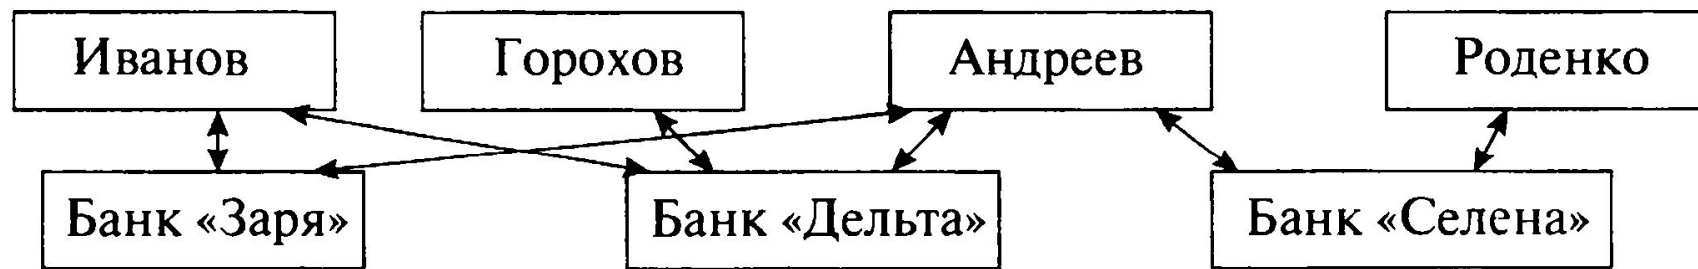 Иванов
Горохов
Андреев
Роденко
Банк «Заря»
Банк «Дельта»
Банк «Селена»